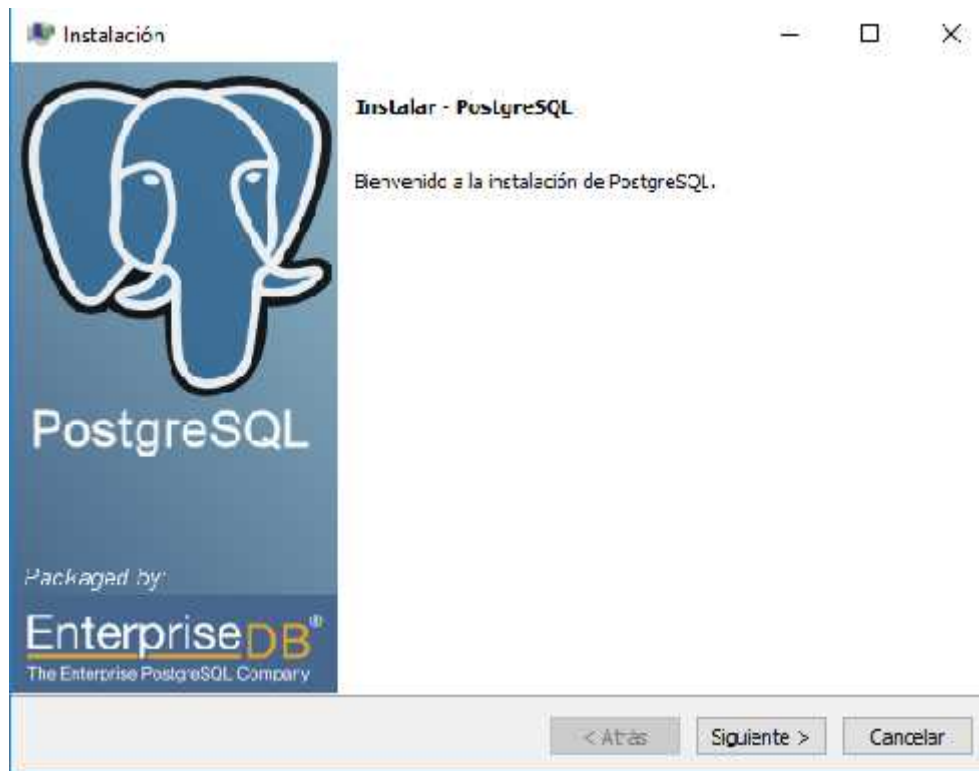 Instalación
Instalar - PostgreSQL
Bienvenido a la instalación de PostgreSQL.
PostgreSQL
Packaged by:
EnterpriseDB®
The Enterprise PostgreSQL Company
< Atrás
Siguiente >
Cancelar